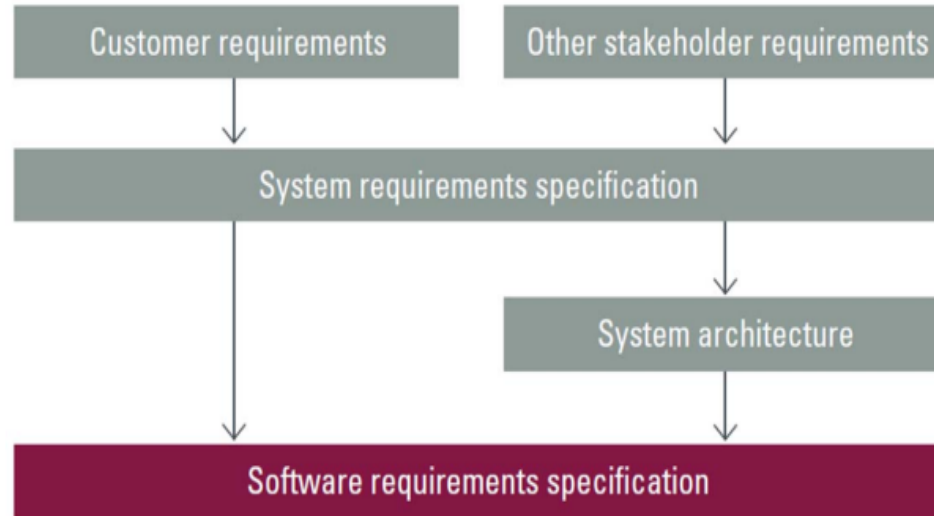 Customer requirements
Other stakeholder requirements
System requirements specification
System architecture
Software requirements specification